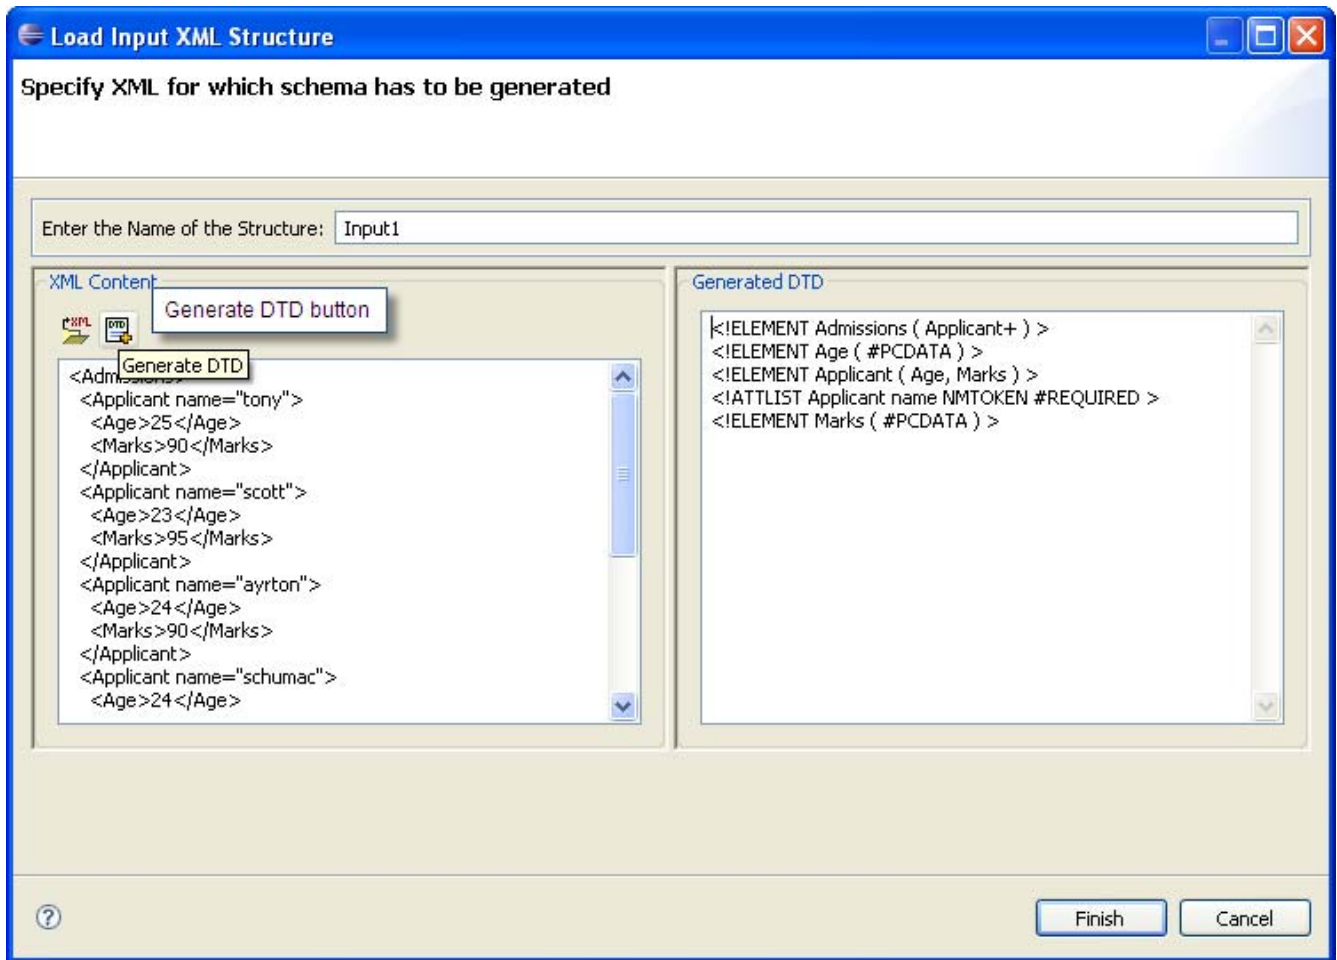 Load Input XML Structure
Specify XML for which schema has to be generated
Enter the Name of the Structure: Input1
XML Content
Generate DTD button
XML DTD
Generate DTD
<Admissions>
<Applicant name="tony">
<Age>25</Age>
<Marks>90</Marks>
</Applicant>
<Applicant name="scott">
<Age>23</Age>
<Marks>95</Marks>
</Applicant>
<Applicant name="ayrton">
<Age>24</Age>
<Marks>90</Marks>
</Applicant>
<Applicant name="schumac">
<Age>24</Age>
Generated DTD
<!ELEMENT Admissions ( Applicant+ ) >
<!ELEMENT Age ( #PCDATA ) >
<!ELEMENT Applicant ( Age, Marks ) >
<!ATTLIST Applicant name NMTOKEN #REQUIRED >
<!ELEMENT Marks ( #PCDATA ) >
?
Finish
Cancel